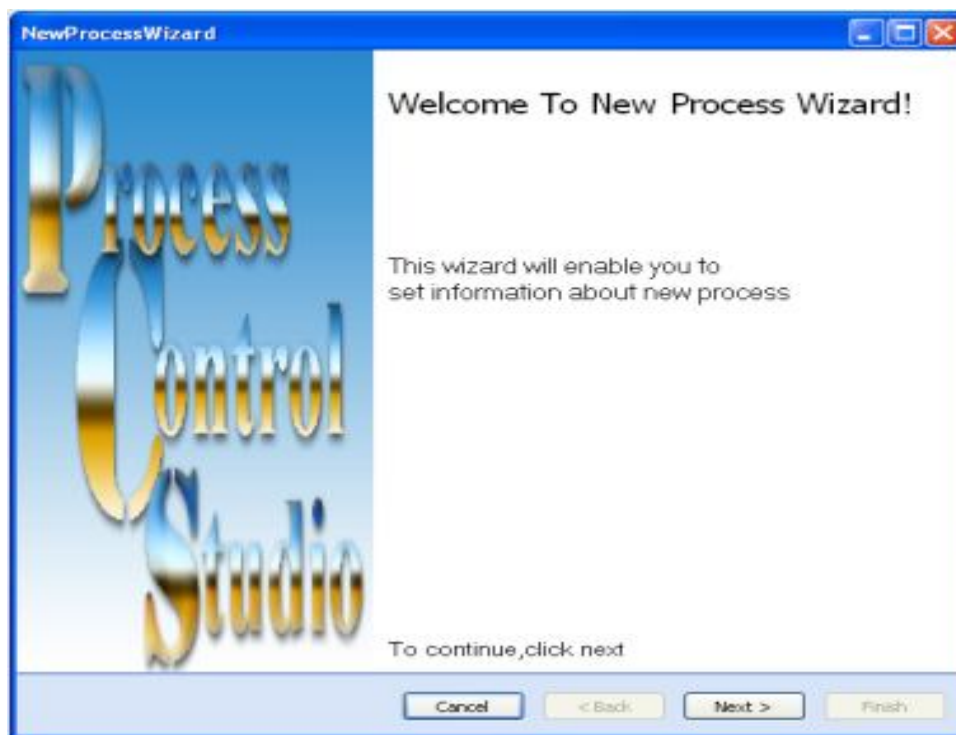 NewProcessWizard
Process
Control
Studio
Welcome To New Process Wizard!
This wizard will enable you to
set information about new process
To continue,click next
Cancel
< Back
Next >
Finish